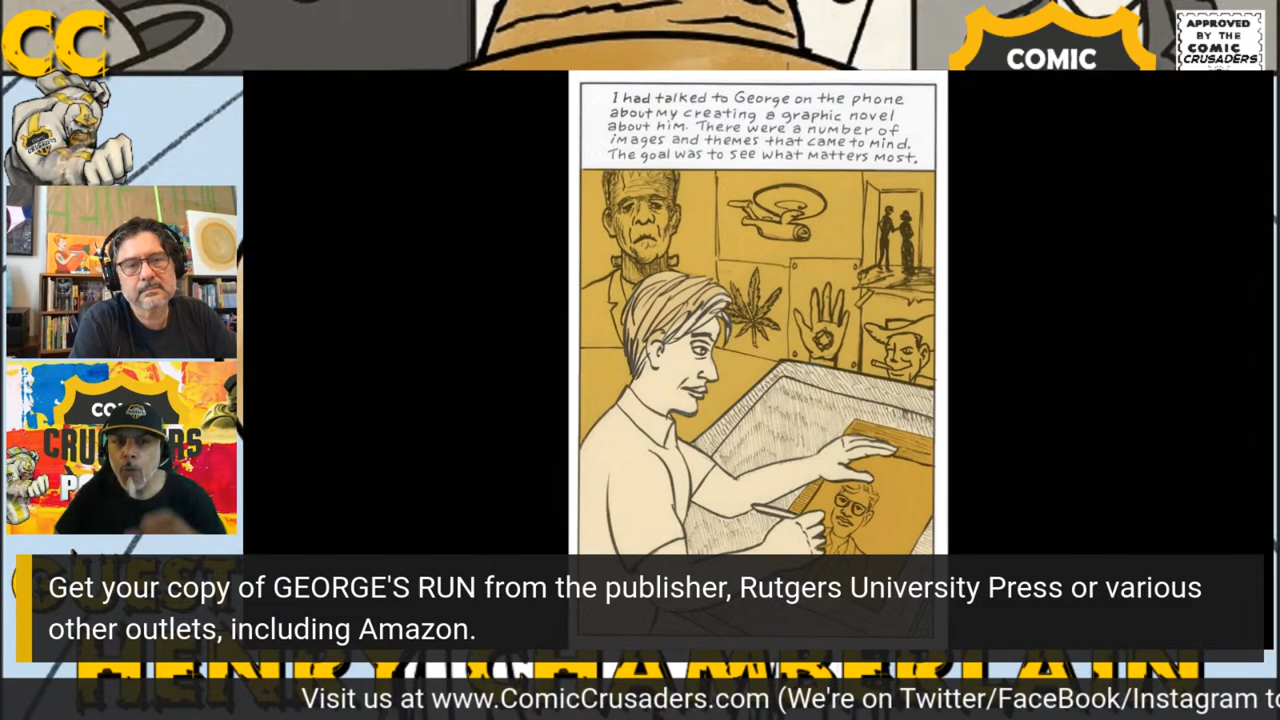 CC
COMIC
APPROVED
BY THE
COMIC
CRUSADERS
I had talked to George on the phone
about my creating a graphic novel
about him. There were a number of
images and themes that came to mind.
The goal was to see what matters most.
Get your copy of GEORGE'S RUN from the publisher, Rutgers University Press or various
other outlets, including Amazon.
HENRY CHAMBERLAIN
Visit us at www.ComicCrusaders.com (We're on Twitter/FaceBook/Instagram to